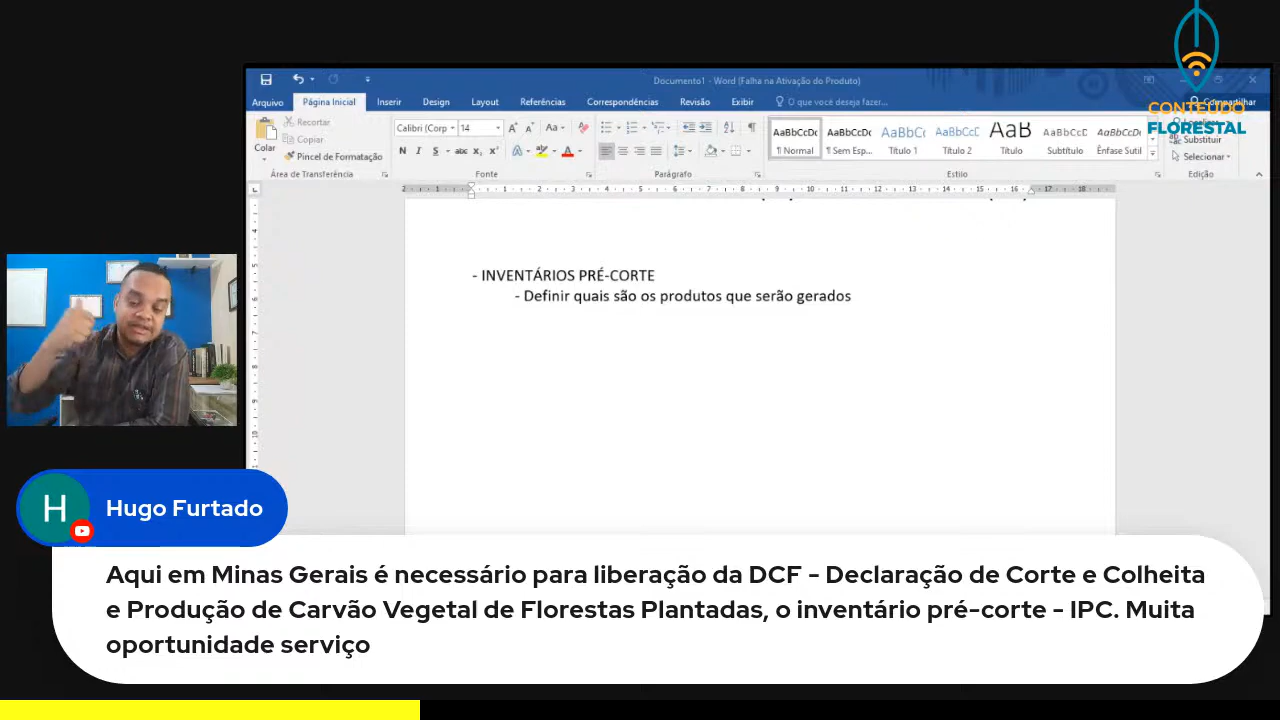 CONTEÚDO
FLORESTAL
Documento1 - Word (Falha na Ativação do Produto)
Arquivo
Página Inicial
Inserir
Design
Layout
Referências
Correspondências
Revisão
Exibir
O que você deseja fazer...
Compartilhar
Colar
Recortar
Copiar
Pincel de Formatação
Área de Transferência
Calibri (Corp
14
Fonte
Parágrafo
AaBbCcDc
¶ Normal
AaBbCcDc
¶ Sem Esp...
AaBbC(
Título 1
AaBbCcD
Título 2
AaB
Título
AaBbCcD
Subtítulo
AaBbCcDc
Ênfase Sutil
Estilo
Substituir
Selecionar
Edição
- INVENTÁRIOS PRÉ-CORTE
- Definir quais são os produtos que serão gerados
H
Hugo Furtado
Aqui em Minas Gerais é necessário para liberação da DCF - Declaração de Corte e Colheita
e Produção de Carvão Vegetal de Florestas Plantadas, o inventário pré-corte - IPC. Muita
oportunidade serviço